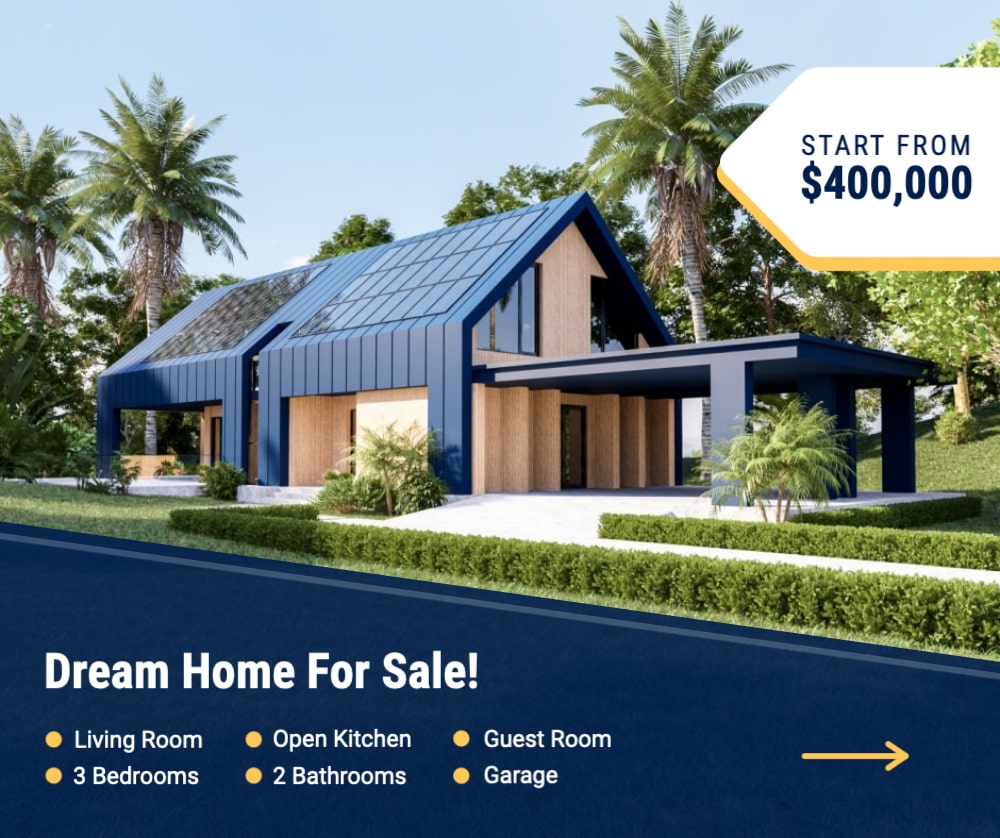 START FROM
$400,000
Dream Home For Sale!
Living Room
Open Kitchen
Guest Room
3 Bedrooms
2 Bathrooms
Garage